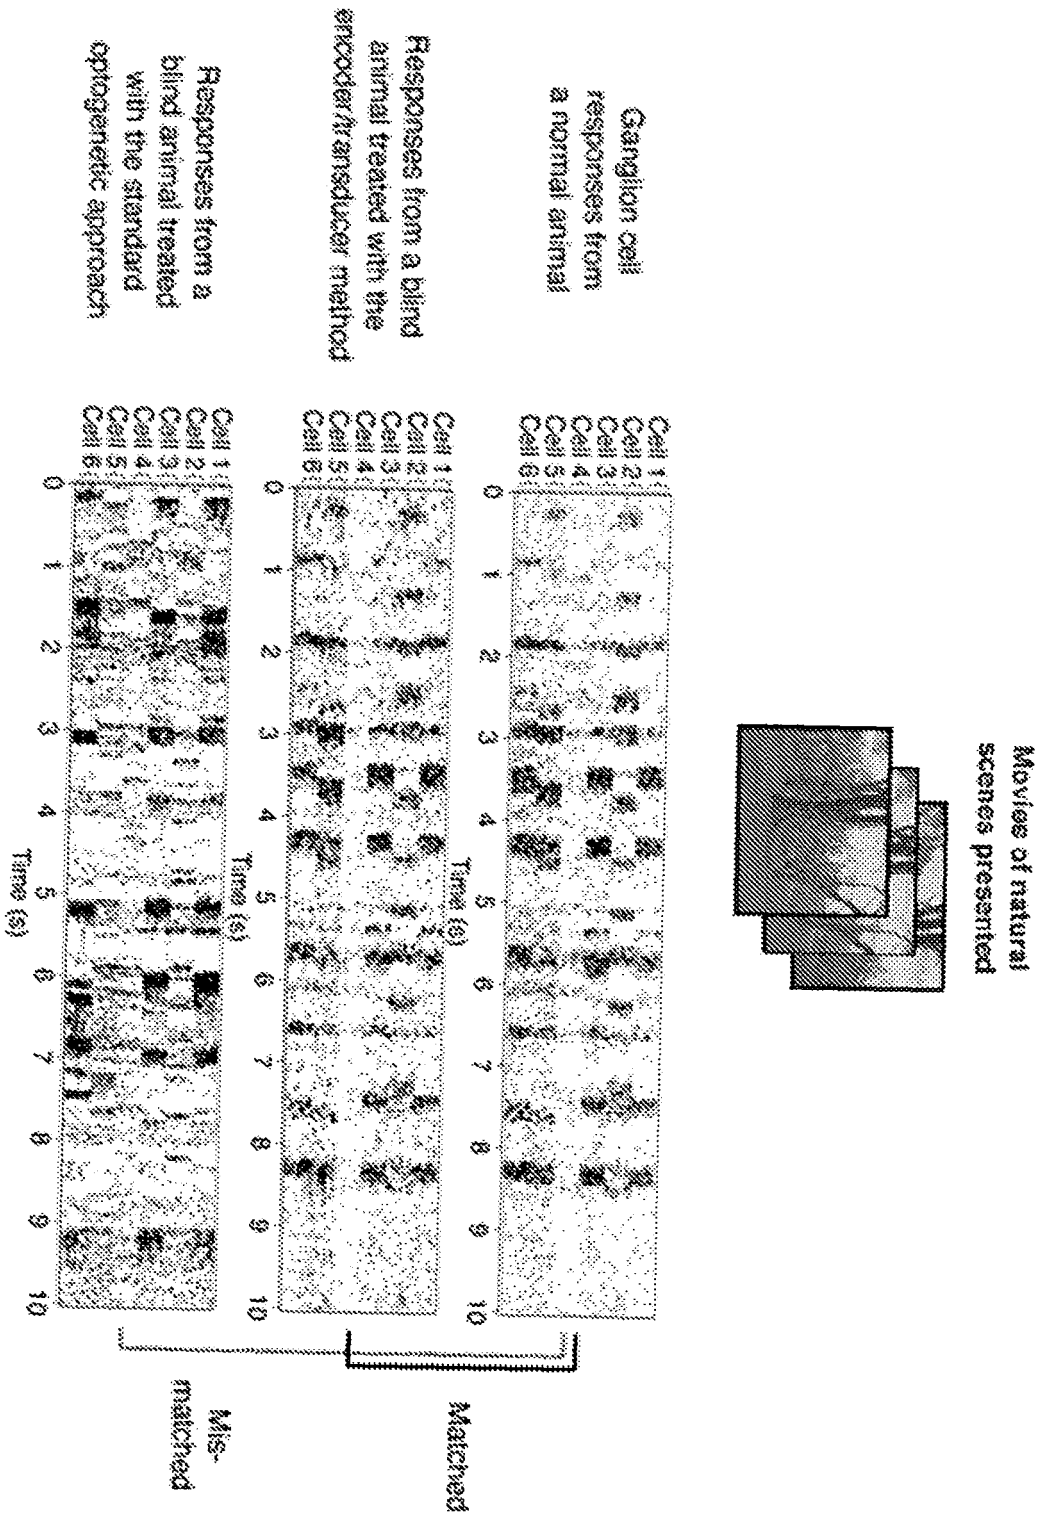 Movies of natural
scenes presented
Ganglion cell
responses from
a normal animal
Cell 1
Cell 2
Cell 3
Cell 4
Cell 5
Cell 6
0 1 2 3 4 5 6 7 8 9 10
Time (s)
Responses from a blind
animal treated with the
encoder/transducer method
Cell 1
Cell 2
Cell 3
Cell 4
Cell 5
Cell 6
0 1 2 3 4 5 6 7 8 9 10
Time (s)
Matched
Responses from a
blind animal treated
with the standard
optogenetic approach
Cell 1
Cell 2
Cell 3
Cell 4
Cell 5
Cell 6
0 1 2 3 4 5 6 7 8 9 10
Time (s)
Mis-
matched